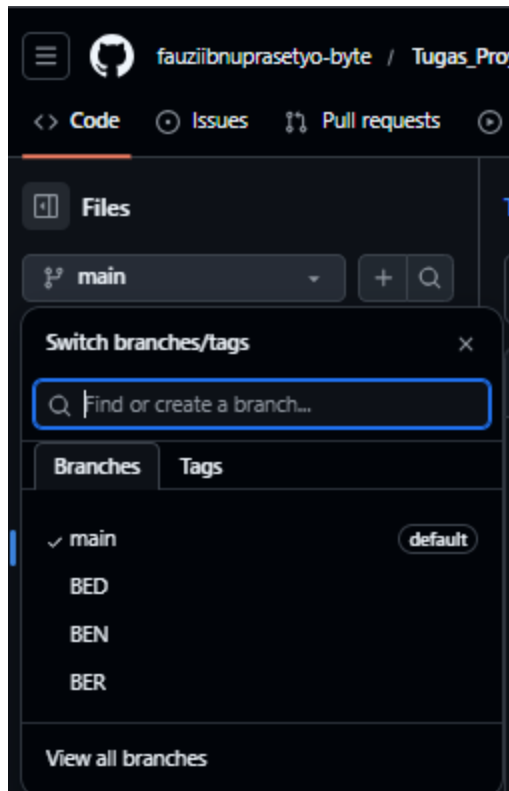 fauziibnuprasetyo-byte / Tugas_Pro
Code Issues Pull requests
Files
main
Switch branches/tags
Find or create a branch...
Branches Tags
main default
BED
BEN
BER
View all branches